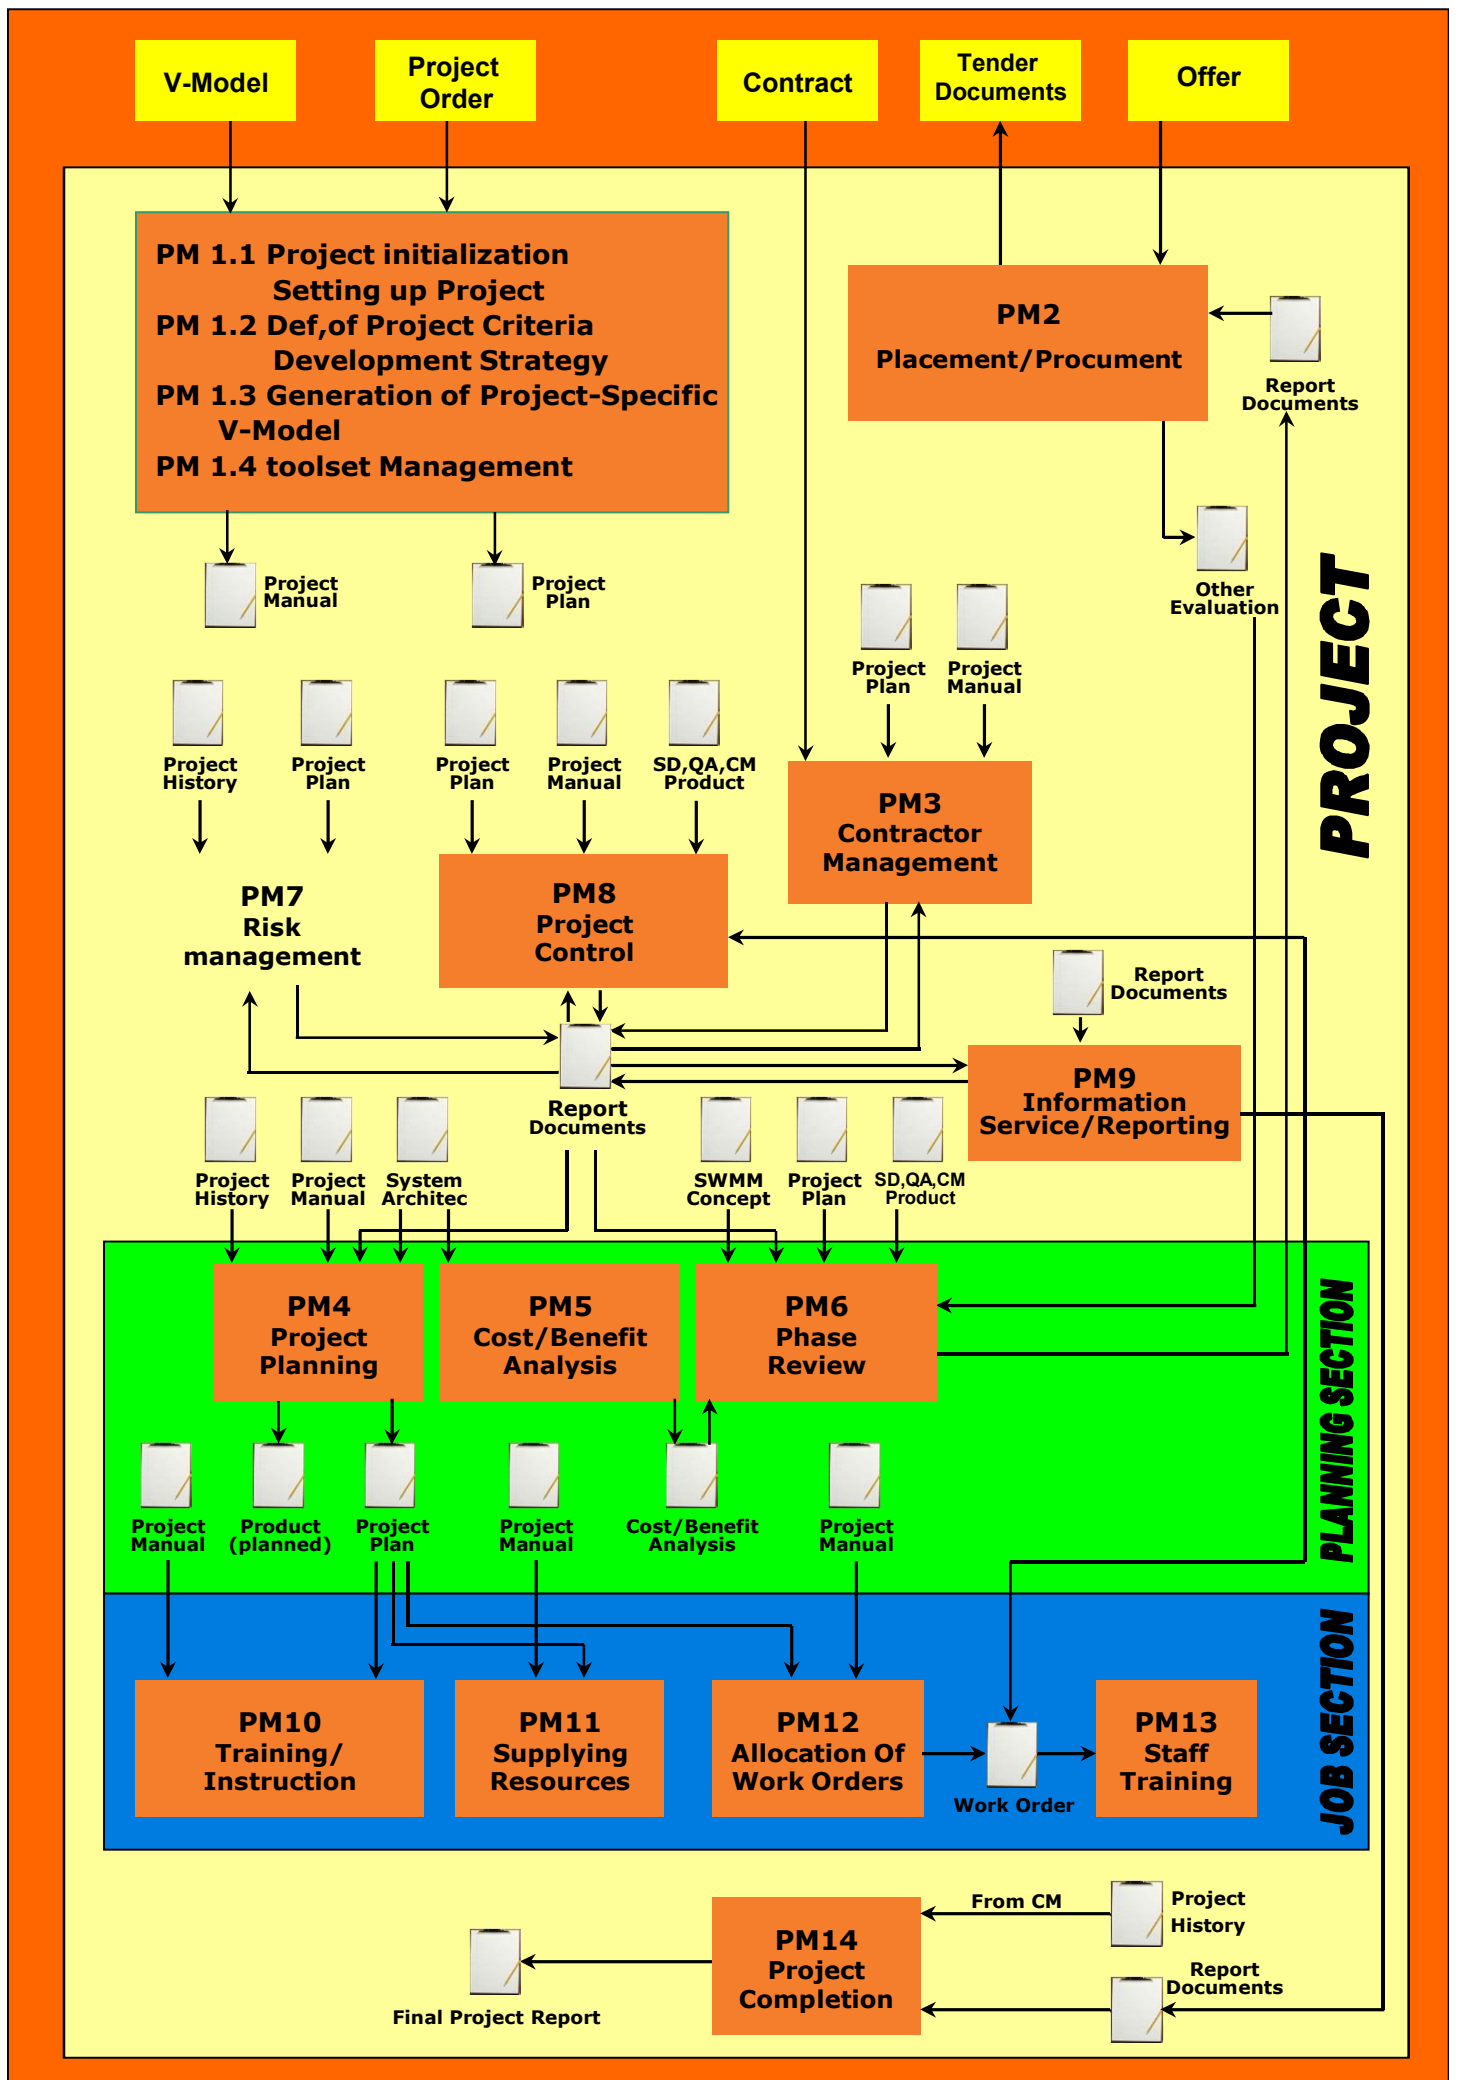 V-Model
Project
Order
Contract
Tender
Documents
Offer
PM 1.1 Project initialization
Setting up Project
PM 1.2 Def,of Project Criteria
Development Strategy
PM 1.3 Generation of Project-Specific
V-Model
PM 1.4 toolset Management
PM2
Placement/Procument
Report
Documents
Project
Manual
Project
Plan
Other
Evaluation
PROJECT
Project
Plan
Project
Manual
Project
History
Project
Plan
Project
Plan
Project
Manual
SD,QA,CM
Product
PM3
Contractor
Management
PM7
Risk
management
PM8
Project
Control
Report
Documents
PM9
Information
Service/Reporting
Report
Documents
Project
History
Project
Manual
System
Architec
SWMM
Concept
Project
Plan
SD,QA,CM
Product
PM4
Project
Planning
PM5
Cost/Benefit
Analysis
PM6
Phase
Review
PLANNING SECTION
Project
Manual
Product
(planned)
Project
Plan
Project
Manual
Cost/Benefit
Analysis
Project
Manual
PM10
Training/
Instruction
PM11
Supplying
Resources
PM12
Allocation Of
Work Orders
Work Order
PM13
Staff
Training
JOB SECTION
From CM
Project
History
PM14
Project
Completion
Report
Documents
Final Project Report